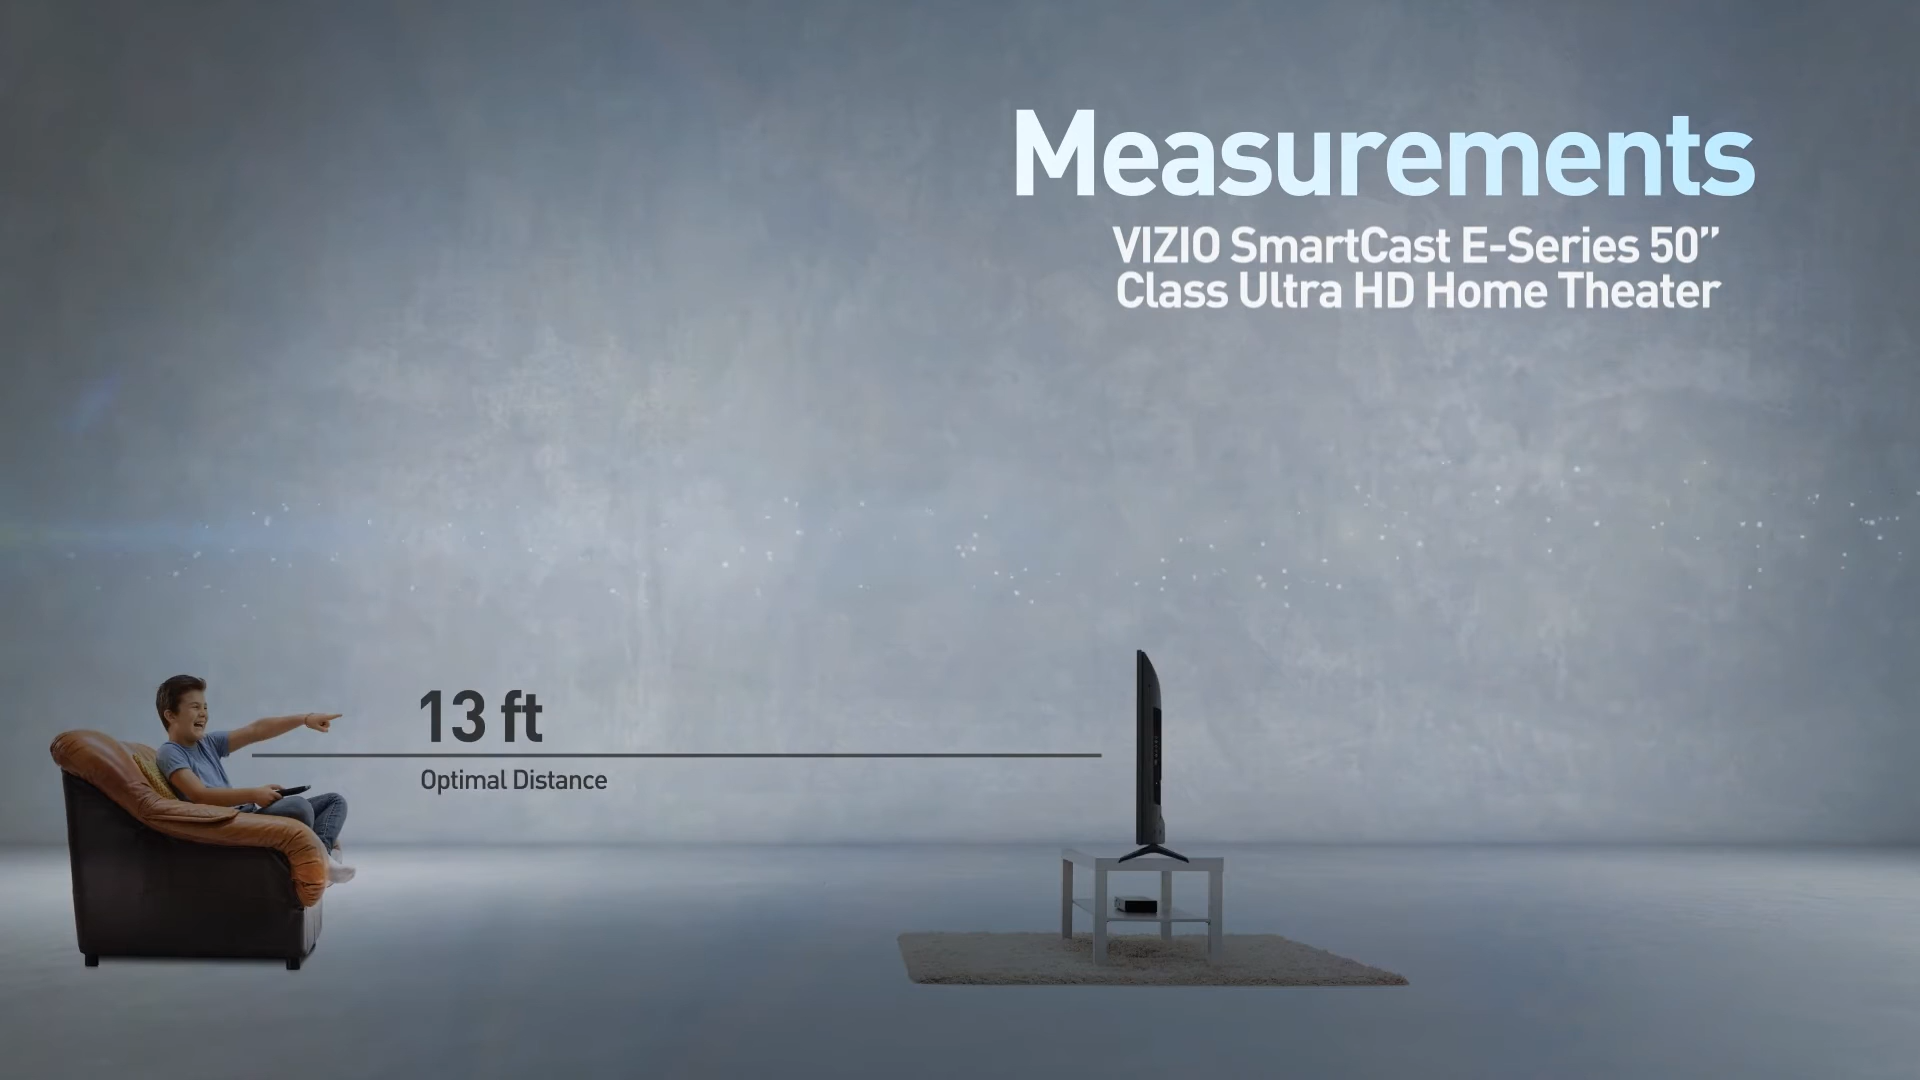 Measurements
VIZIO SmartCast E-Series 50”
Class Ultra HD Home Theater
13 ft
Optimal Distance